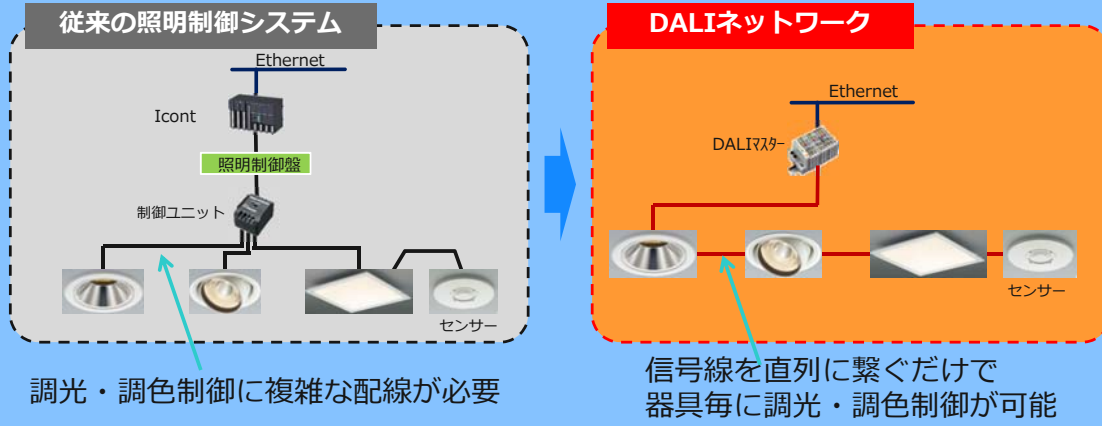 従来の照明制御システム
Ethernet
Icont
照明制御盤
制御ユニット
センサー
調光・調色制御に複雑な配線が必要
DALIネットワーク
Ethernet
DALIﾏｽﾀｰ
センサー
信号線を直列に繋ぐだけで
器具毎に調光・調色制御が可能